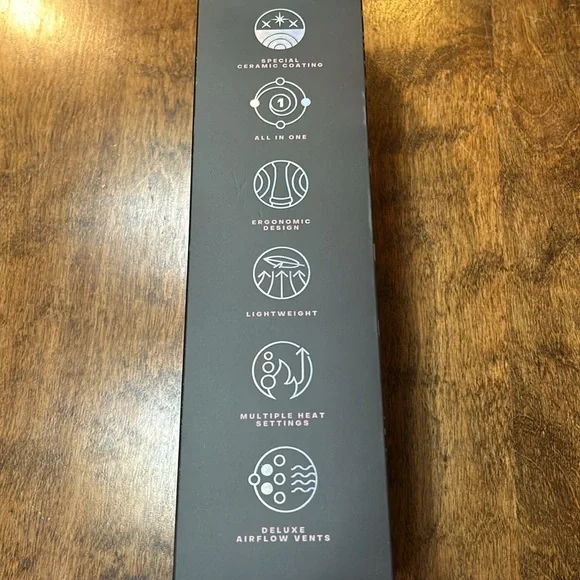 SPECIAL
CERAMIC COATING
1
ALL IN ONE
ERGONOMIC
DESIGN
LIGHTWEIGHT
MULTIPLE HEAT
SETTINGS
DELUXE
AIRFLOW VENTS